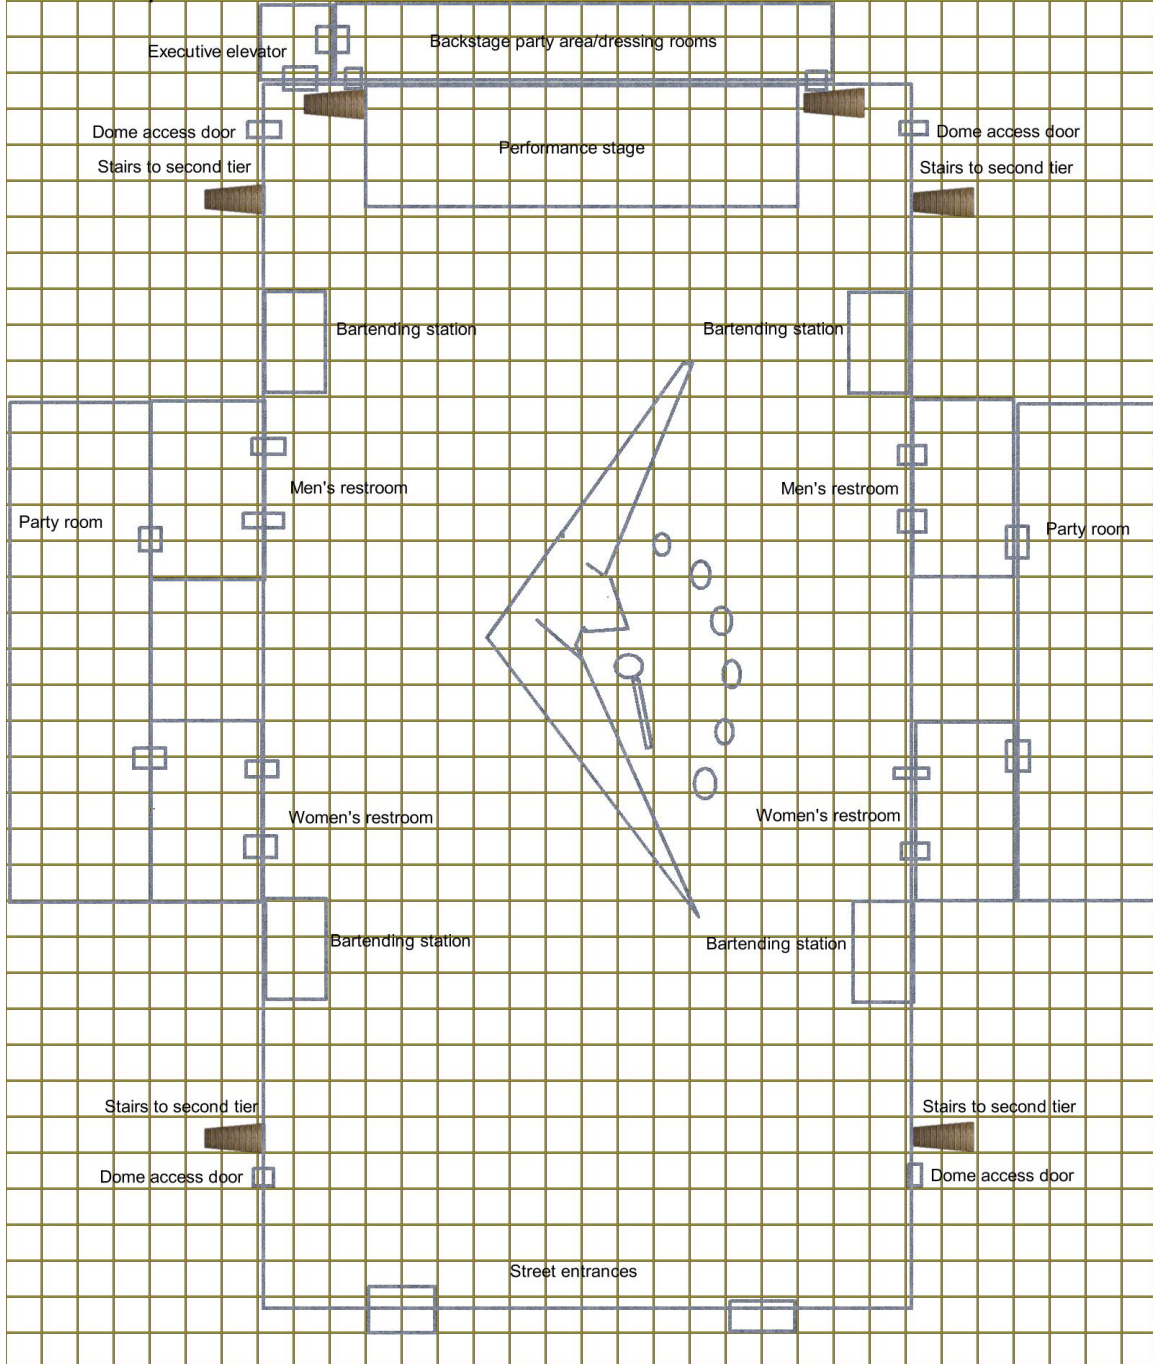 Backstage party area/dressing rooms
Executive elevator
Dome access door
Dome access door
Performance stage
Stairs to second tier
Stairs to second tier
Bartending station
Bartending station
Men's restroom
Men's restroom
Party room
Party room
Women's restroom
Women's restroom
Bartending station
Bartending station
Stairs to second tier
Stairs to second tier
Dome access door
Dome access door
Street entrances